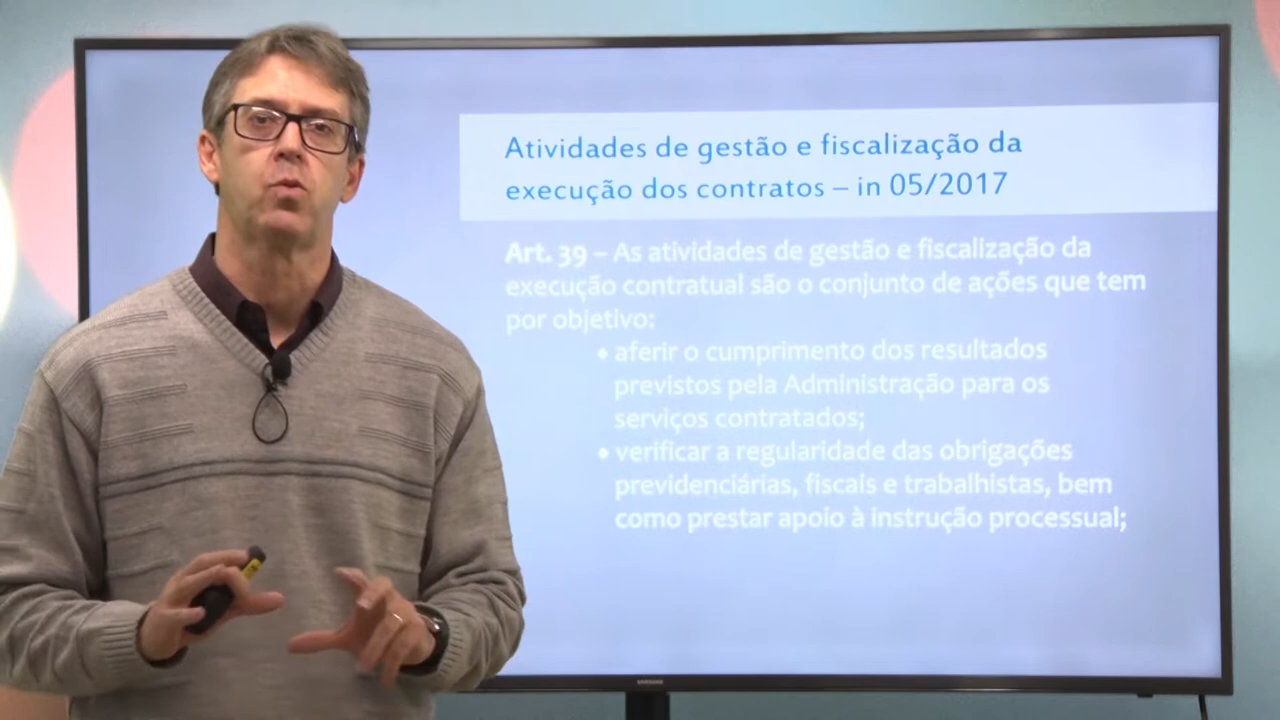 Atividades de gestão e fiscalização da
execução dos contratos – in 05/2017
Art. 39 – As atividades de gestão e fiscalização da
execução contratual são o conjunto de ações que tem
por objetivo:
• aferir o cumprimento dos resultados
previstos pela Administração para os
serviços contratados;
• verificar a regularidade das obrigações
previdenciárias, fiscais e trabalhistas, bem
como prestar apoio à instrução processual;